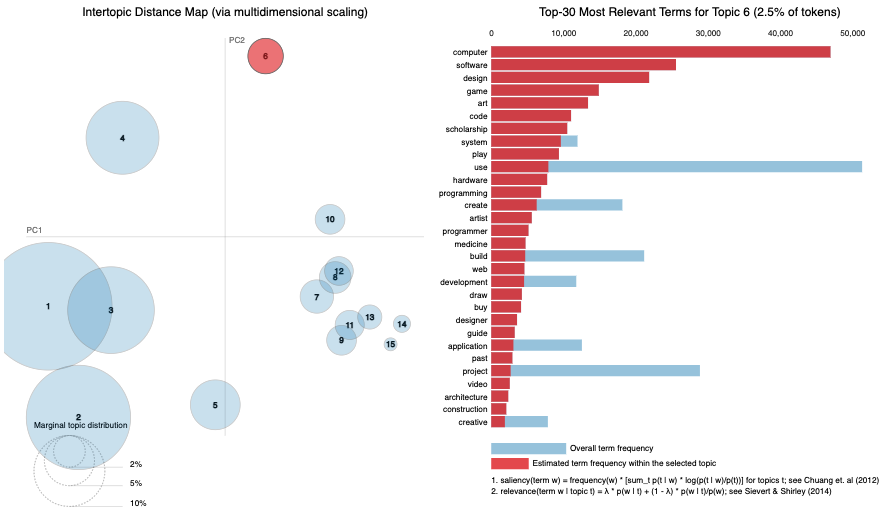 Intertopic Distance Map (via multidimensional scaling)
PC2
6
4
10
PC1
12
8
7
1
3
13
11
14
9
15
5
2
Marginal topic distribution
2%
5%
10%
Top-30 Most Relevant Terms for Topic 6 (2.5% of tokens)
0 10,000 20,000 30,000 40,000 50,000
computer
software
design
game
art
code
scholarship
system
play
use
hardware
programming
create
artist
programmer
medicine
build
web
development
draw
buy
designer
guide
application
past
project
video
architecture
construction
creative
Overall term frequency
Estimated term frequency within the selected topic
1. saliency(term w) = frequency(w) * [sum_t p(t | w) * log(p(t | w)/p(t))] for topics t; see Chuang et. al (2012)
2. relevance(term w | topic t) = λ * p(w | t) + (1 - λ) * p(w | t)/p(w); see Sievert & Shirley (2014)